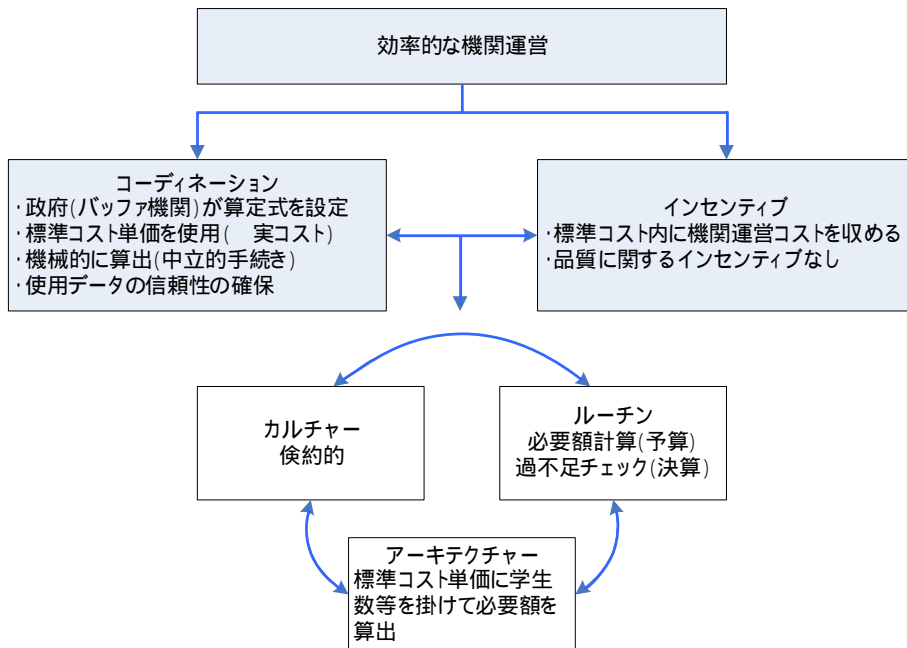 効率的な機関運営
コーディネーション
・政府(バッファ機関)が算定式を設定
・標準コスト単価を使用(　実コスト)
・機械的に算出(中立的手続き)
・使用データの信頼性の確保
インセンティブ
・標準コスト内に機関運営コストを収める
・品質に関するインセンティブなし
カルチャー
倹約的
ルーチン
必要額計算(予算)
過不足チェック(決算)
アーキテクチャー
標準コスト単価に学生
数等を掛けて必要額を
算出